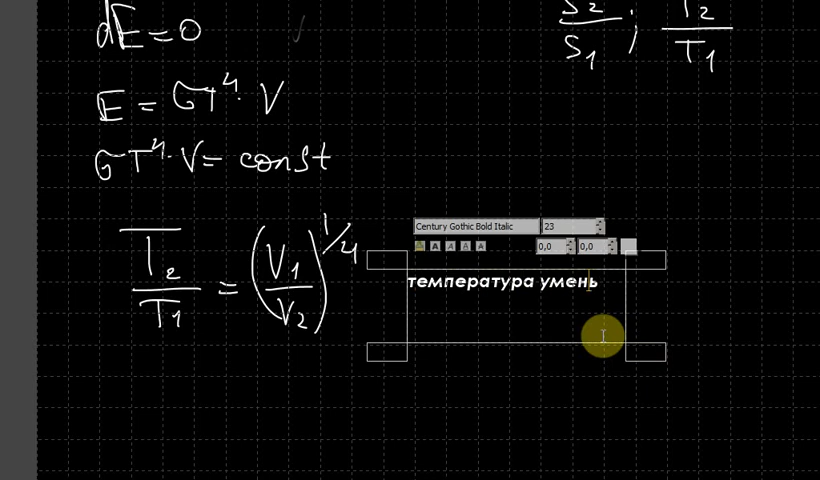 dE = 0
S2/S1 ; T2/T1
E = σT⁴ · V
σT⁴ · V = const
T2/T1 = (V1/V2)^1/4
Century Gothic Bold Italic 23
A A A A A 0,0 0,0
температура умень